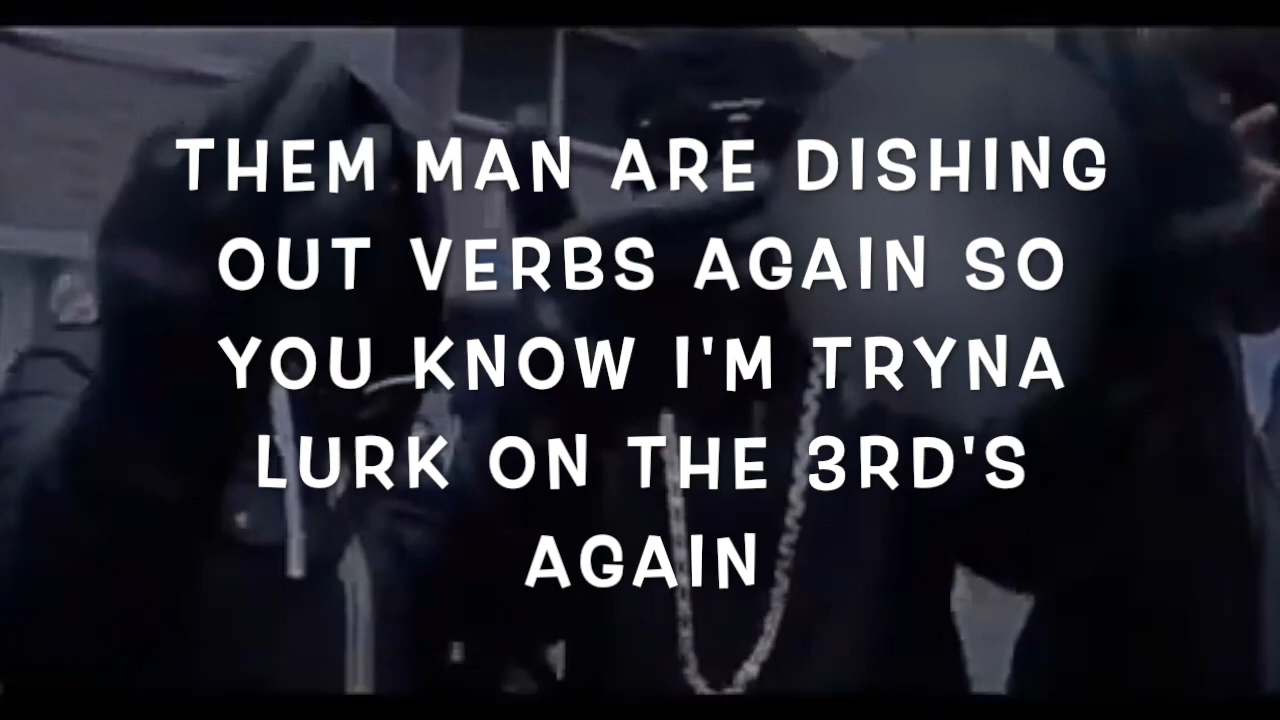 THEM MAN ARE DISHING
OUT VERBS AGAIN SO
YOU KNOW I'M TRYNA
LURK ON THE 3RD'S
AGAIN